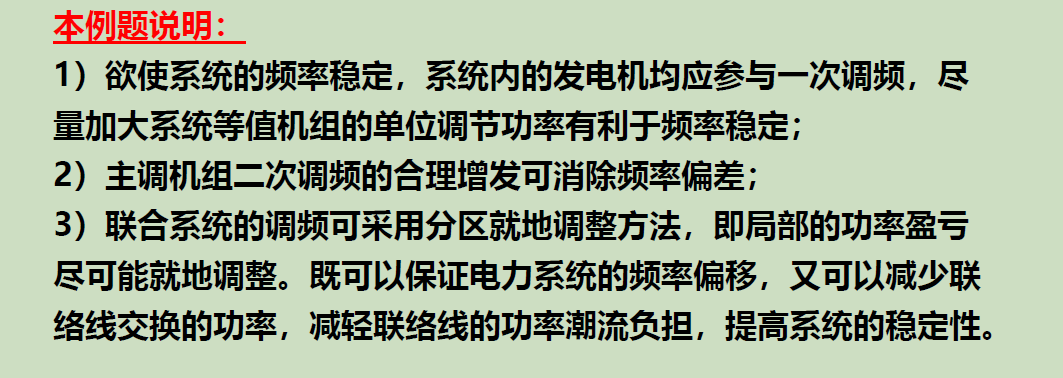 本例题说明：
1）欲使系统的频率稳定，系统内的发电机均应参与一次调频，尽
量加大系统等值机组的单位调节功率有利于频率稳定；
2）主调机组二次调频的合理增发可消除频率偏差；
3）联合系统的调频可采用分区就地调整方法，即局部的功率盈亏
尽可能就地调整。既可以保证电力系统的频率偏移，又可以减少联
络线交换的功率，减轻联络线的功率潮流负担，提高系统的稳定性。